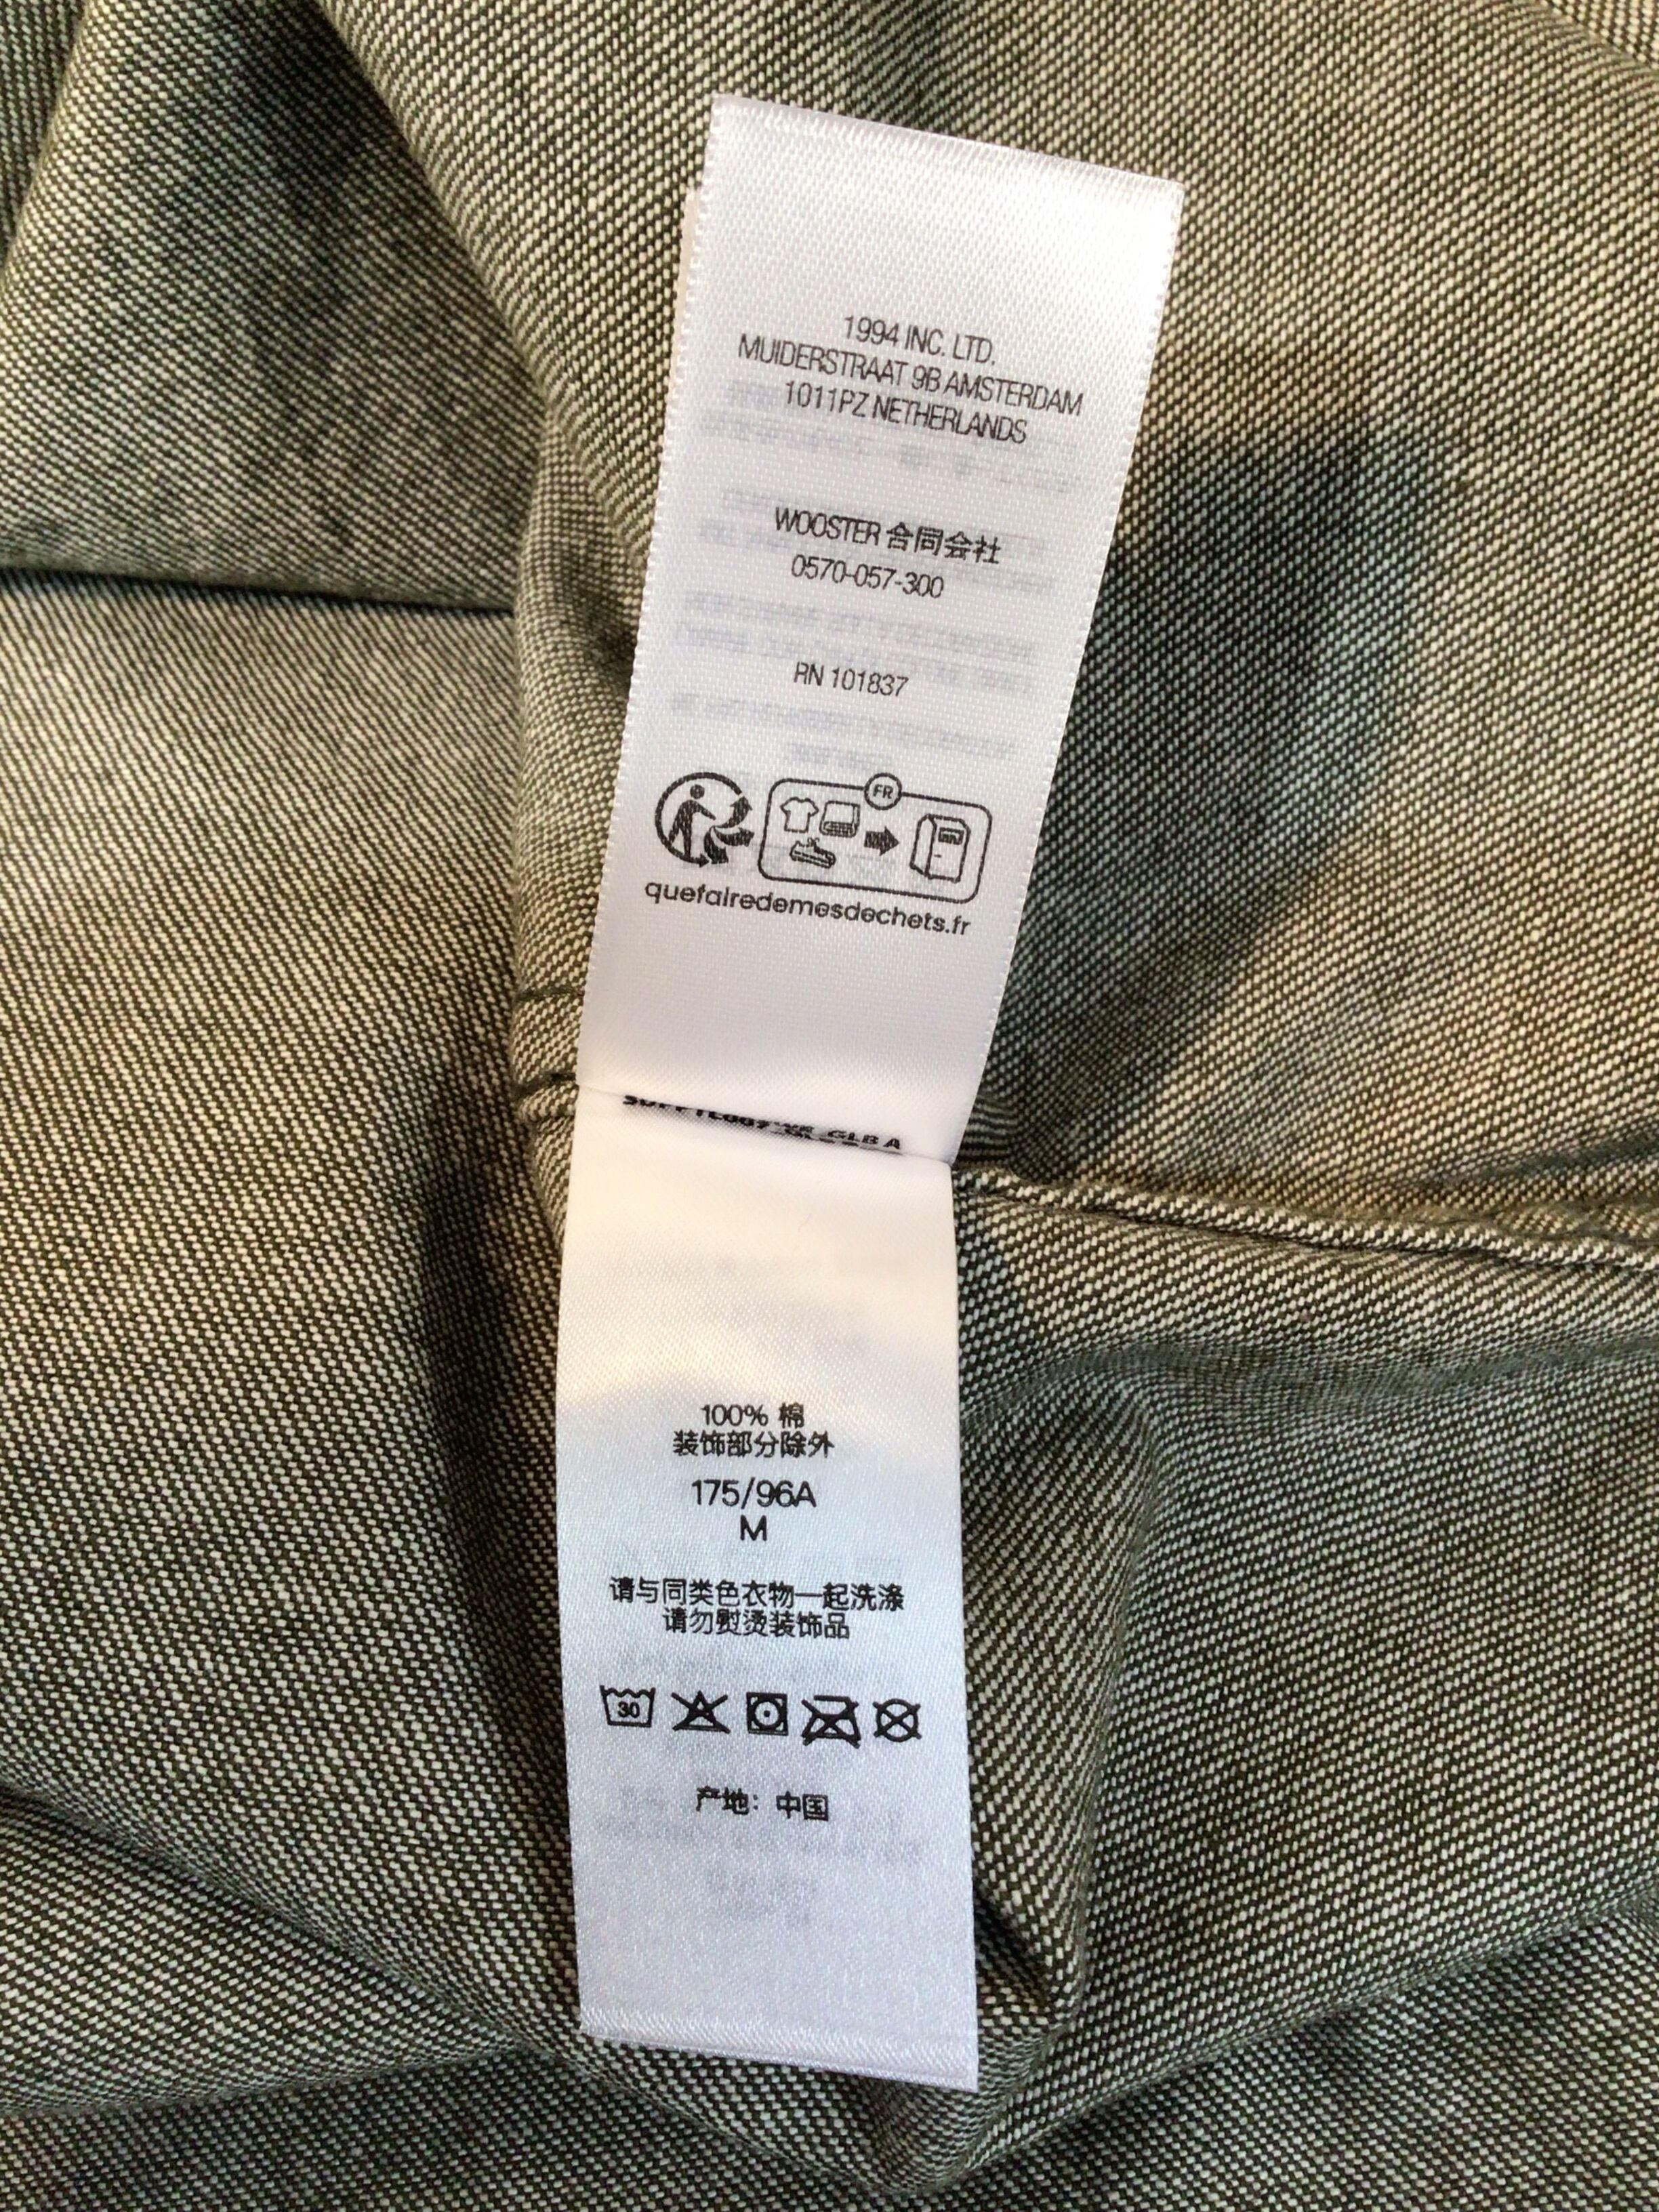 1994 INC. LTD.
MUIDERSTRAAT 9B AMSTERDAM
1011PZ NETHERLANDS
WOOSTER 合同会社
0570-057-300
RN 101837
FR
quefairedemesdechets.fr
100% 棉
装饰部分除外
175/96A
M
请与同类色衣物一起洗涤
请勿熨烫装饰品
30
产地：中国